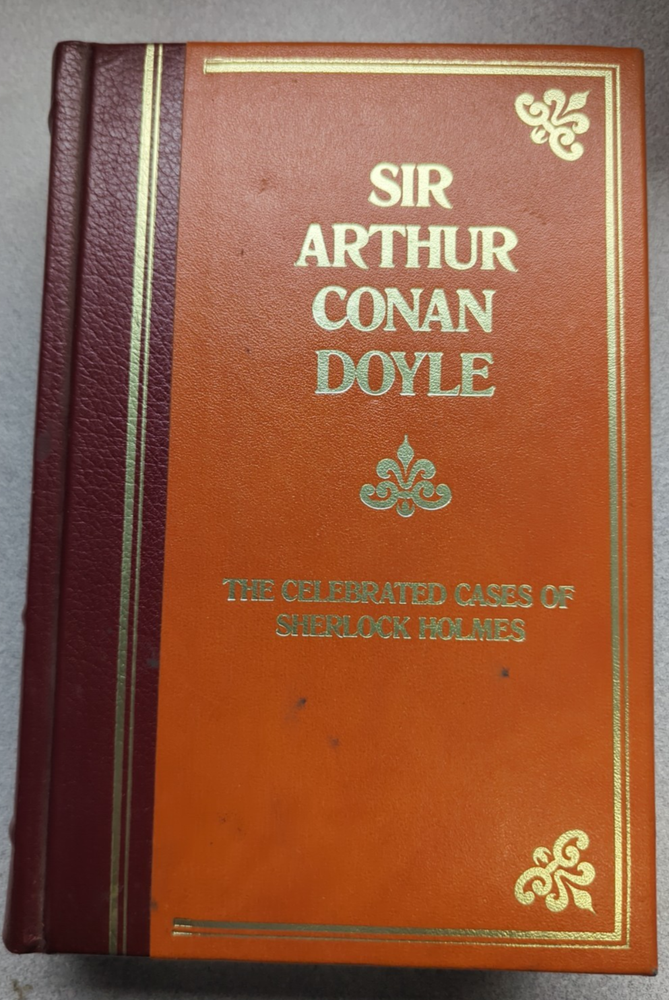 SIR
ARTHUR
CONAN
DOYLE
THE CELEBRATED CASES OF
SHERLOCK HOLMES